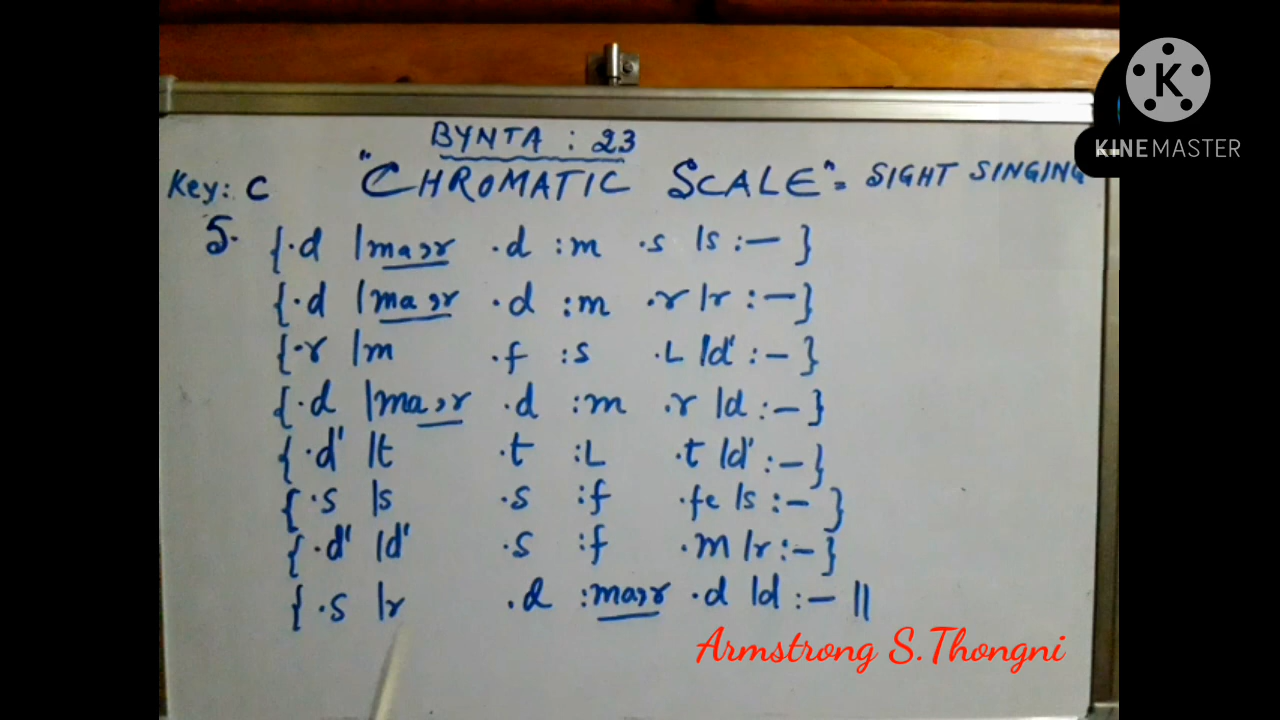 BYNTA : 23
Key: C "CHROMATIC SCALE" = SIGHT SINGING
5. {.d |ma,r .d :m .s |s :— }
{.d |ma,r .d :m .r |r :— }
{.r |m .f :s .L |d' :— }
{.d |ma,r .d :m .r |d :— }
{.d' |t .t :L .t |d' :— }
{.s |s .s :f .fe |s :— }
{.d' |d' .s :f .m |r :— }
{.s |r .d :ma,r .d |d :— ||
Armstrong S.Thongni
K
KINEMASTER